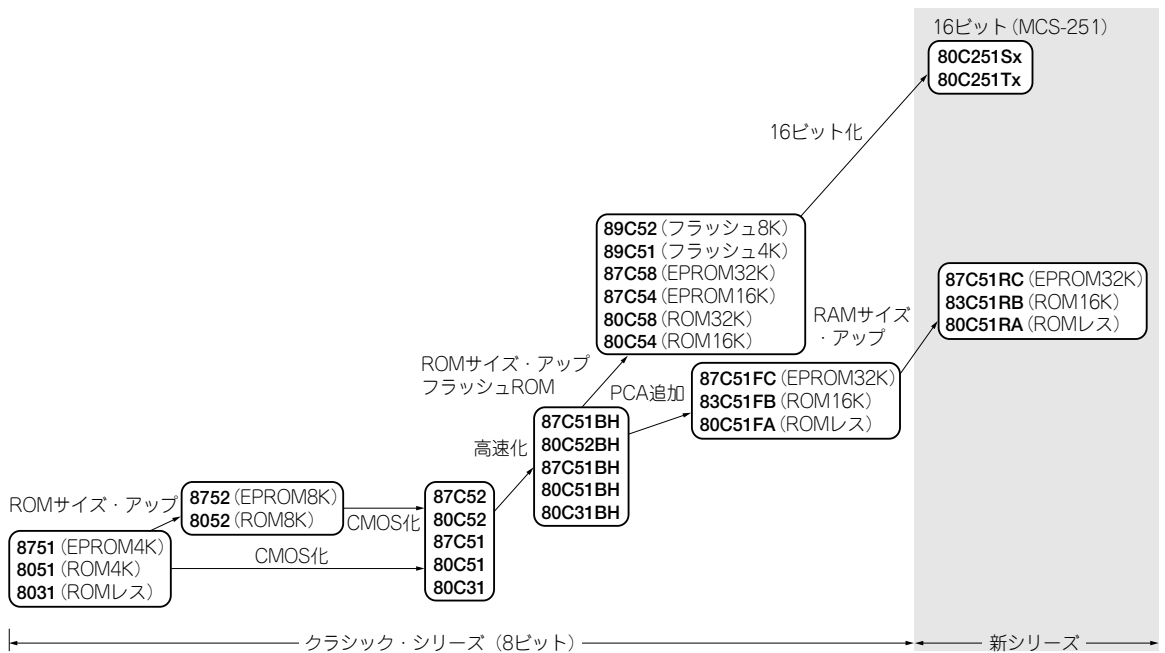 16ビット(MCS-251)
80C251Sx
80C251Tx
16ビット化
89C52(フラッシュ8K)
89C51(フラッシュ4K)
87C58(EPROM32K)
87C54(EPROM16K)
80C58(ROM32K)
80C54(ROM16K)
RAMサイズ
・アップ
87C51RC(EPROM32K)
83C51RB(ROM16K)
80C51RA(ROMレス)
ROMサイズ・アップ
フラッシュROM
PCA追加
87C51FC(EPROM32K)
83C51FB(ROM16K)
80C51FA(ROMレス)
高速化
87C51BH
80C52BH
87C51BH
80C51BH
80C31BH
ROMサイズ・アップ
8752(EPROM8K)
8052(ROM8K)
CMOS化
87C52
80C52
87C51
80C51
80C31
8751(EPROM4K)
8051(ROM4K)
8031(ROMレス)
CMOS化
クラシック・シリーズ(8ビット)
新シリーズ